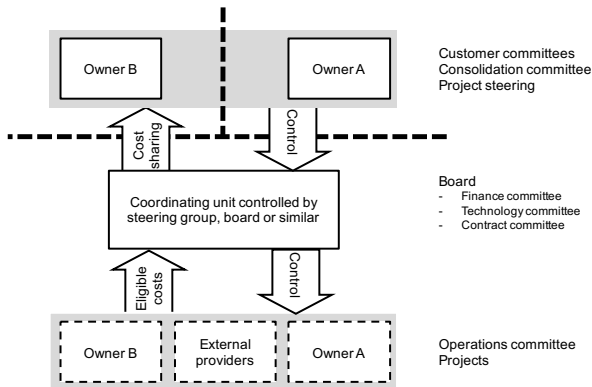 Customer committees
Consolidation committee
Project steering
Owner B
Owner A
Cost
sharing
Control
Coordinating unit controlled by
steering group, board or similar
Board
- Finance committee
- Technology committee
- Contract committee
Eligible
costs
Control
Owner B
External
providers
Owner A
Operations committee
Projects